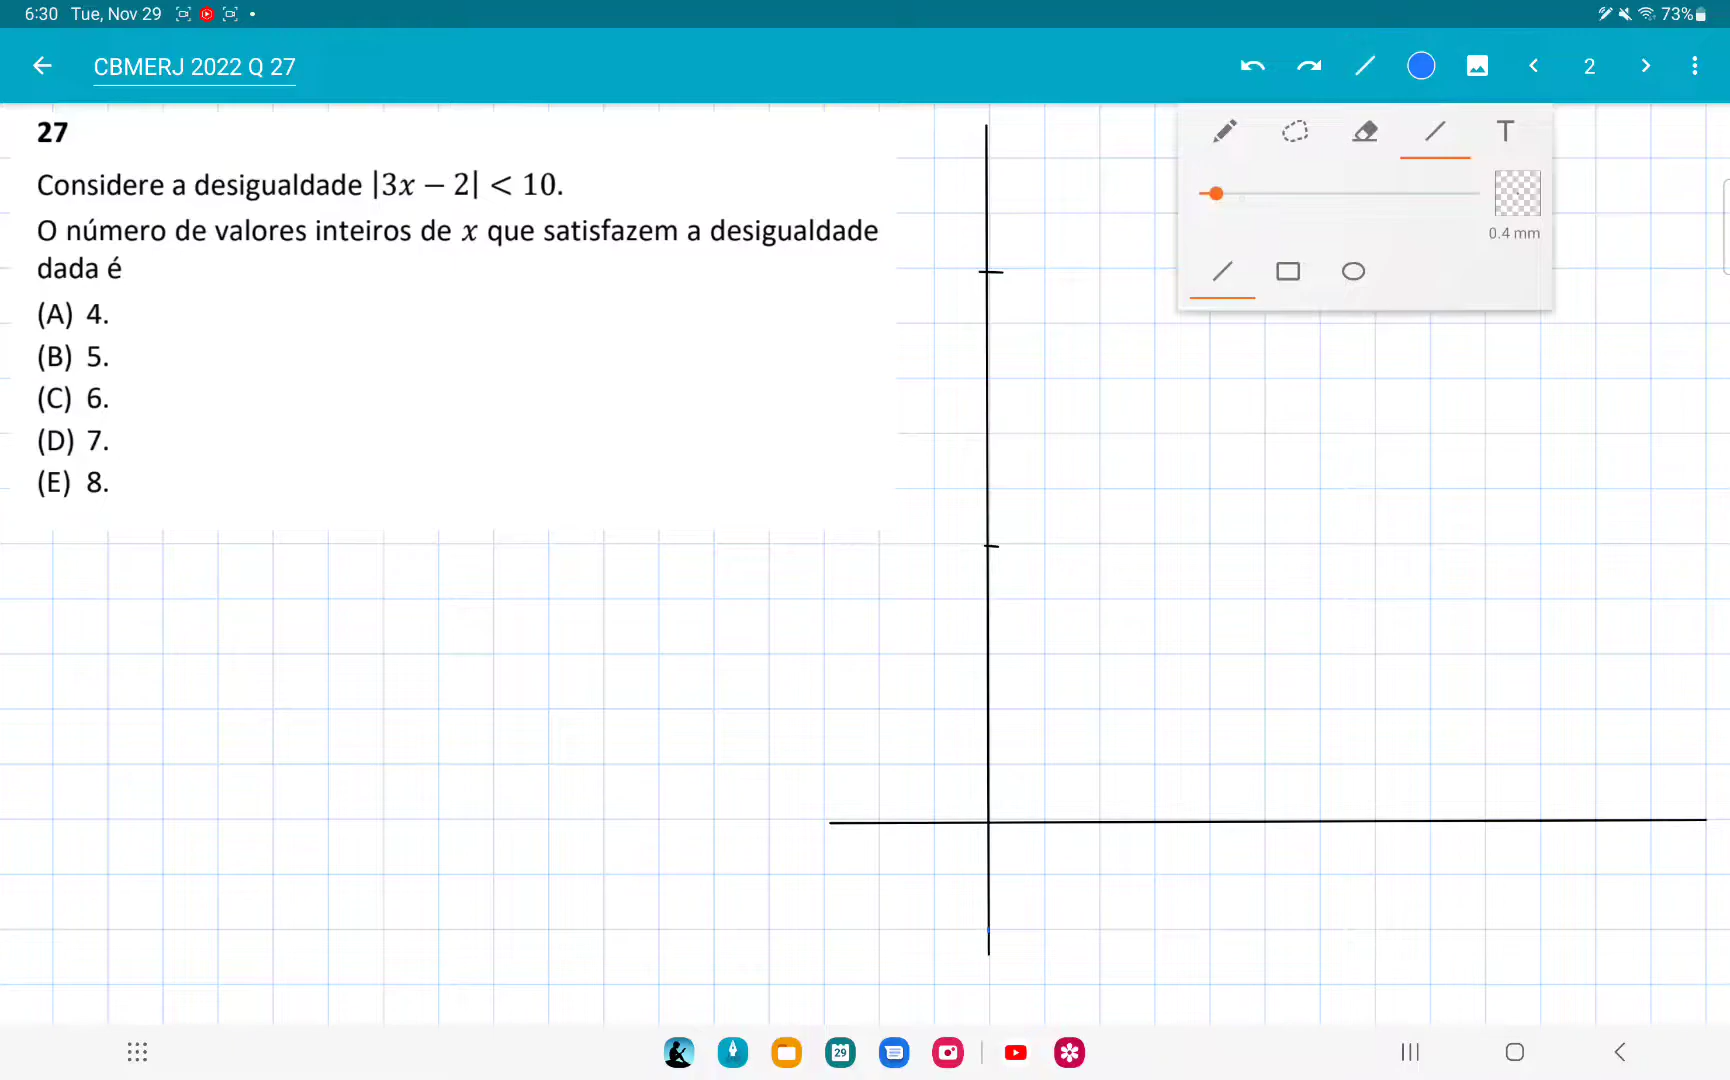 6:30 Tue, Nov 29
73%
CBMERJ 2022 Q 27
2
27
Considere a desigualdade |3x − 2| < 10.
O número de valores inteiros de x que satisfazem a desigualdade
dada é
(A) 4.
(B) 5.
(C) 6.
(D) 7.
(E) 8.
T
0.4 mm
29